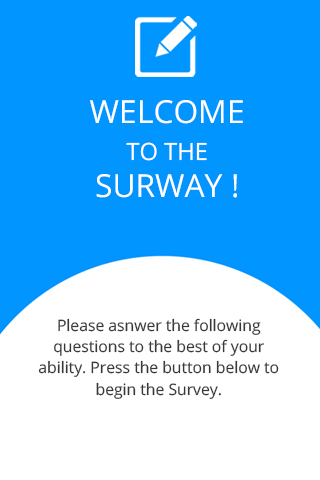 WELCOME
TO THE
SURWAY !
Please asnwer the following
questions to the best of your
ability. Press the button below to
begin the Survey.